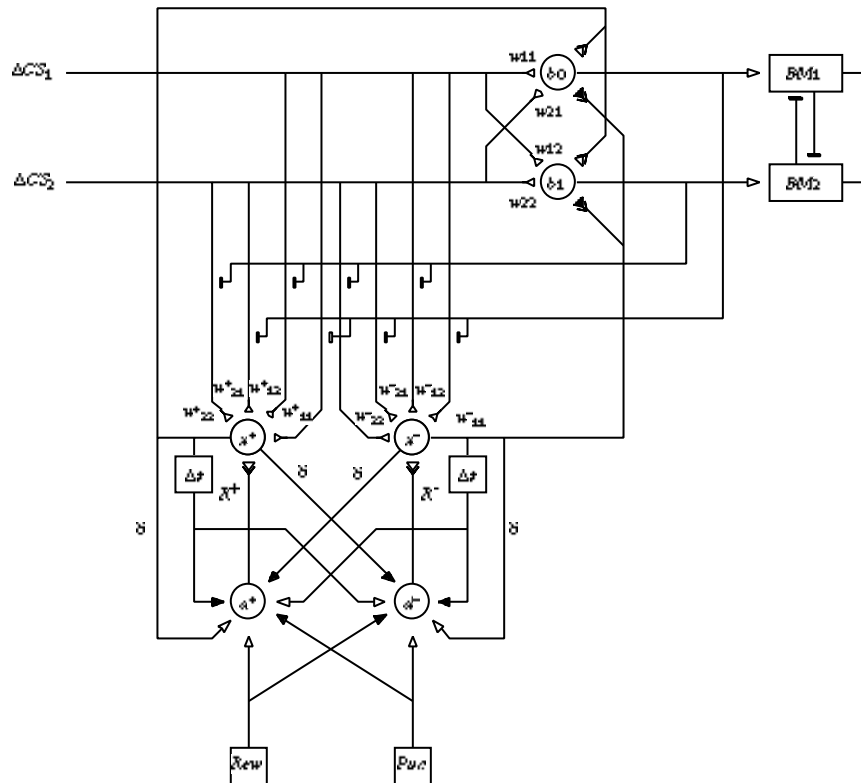 w11
ΔCS₁
b0
BM1
w21
w12
ΔCS₂
b1
BM2
w22
w⁺₂₁ w⁺₁₂ w⁻₂₁ w⁻₁₂
w⁺₂₂ w⁺₁₁ w⁻₂₂ w⁻₁₁
x⁺ x⁻
Δt R⁺ R⁻ Δt
a⁺ a⁻
Rew Pun